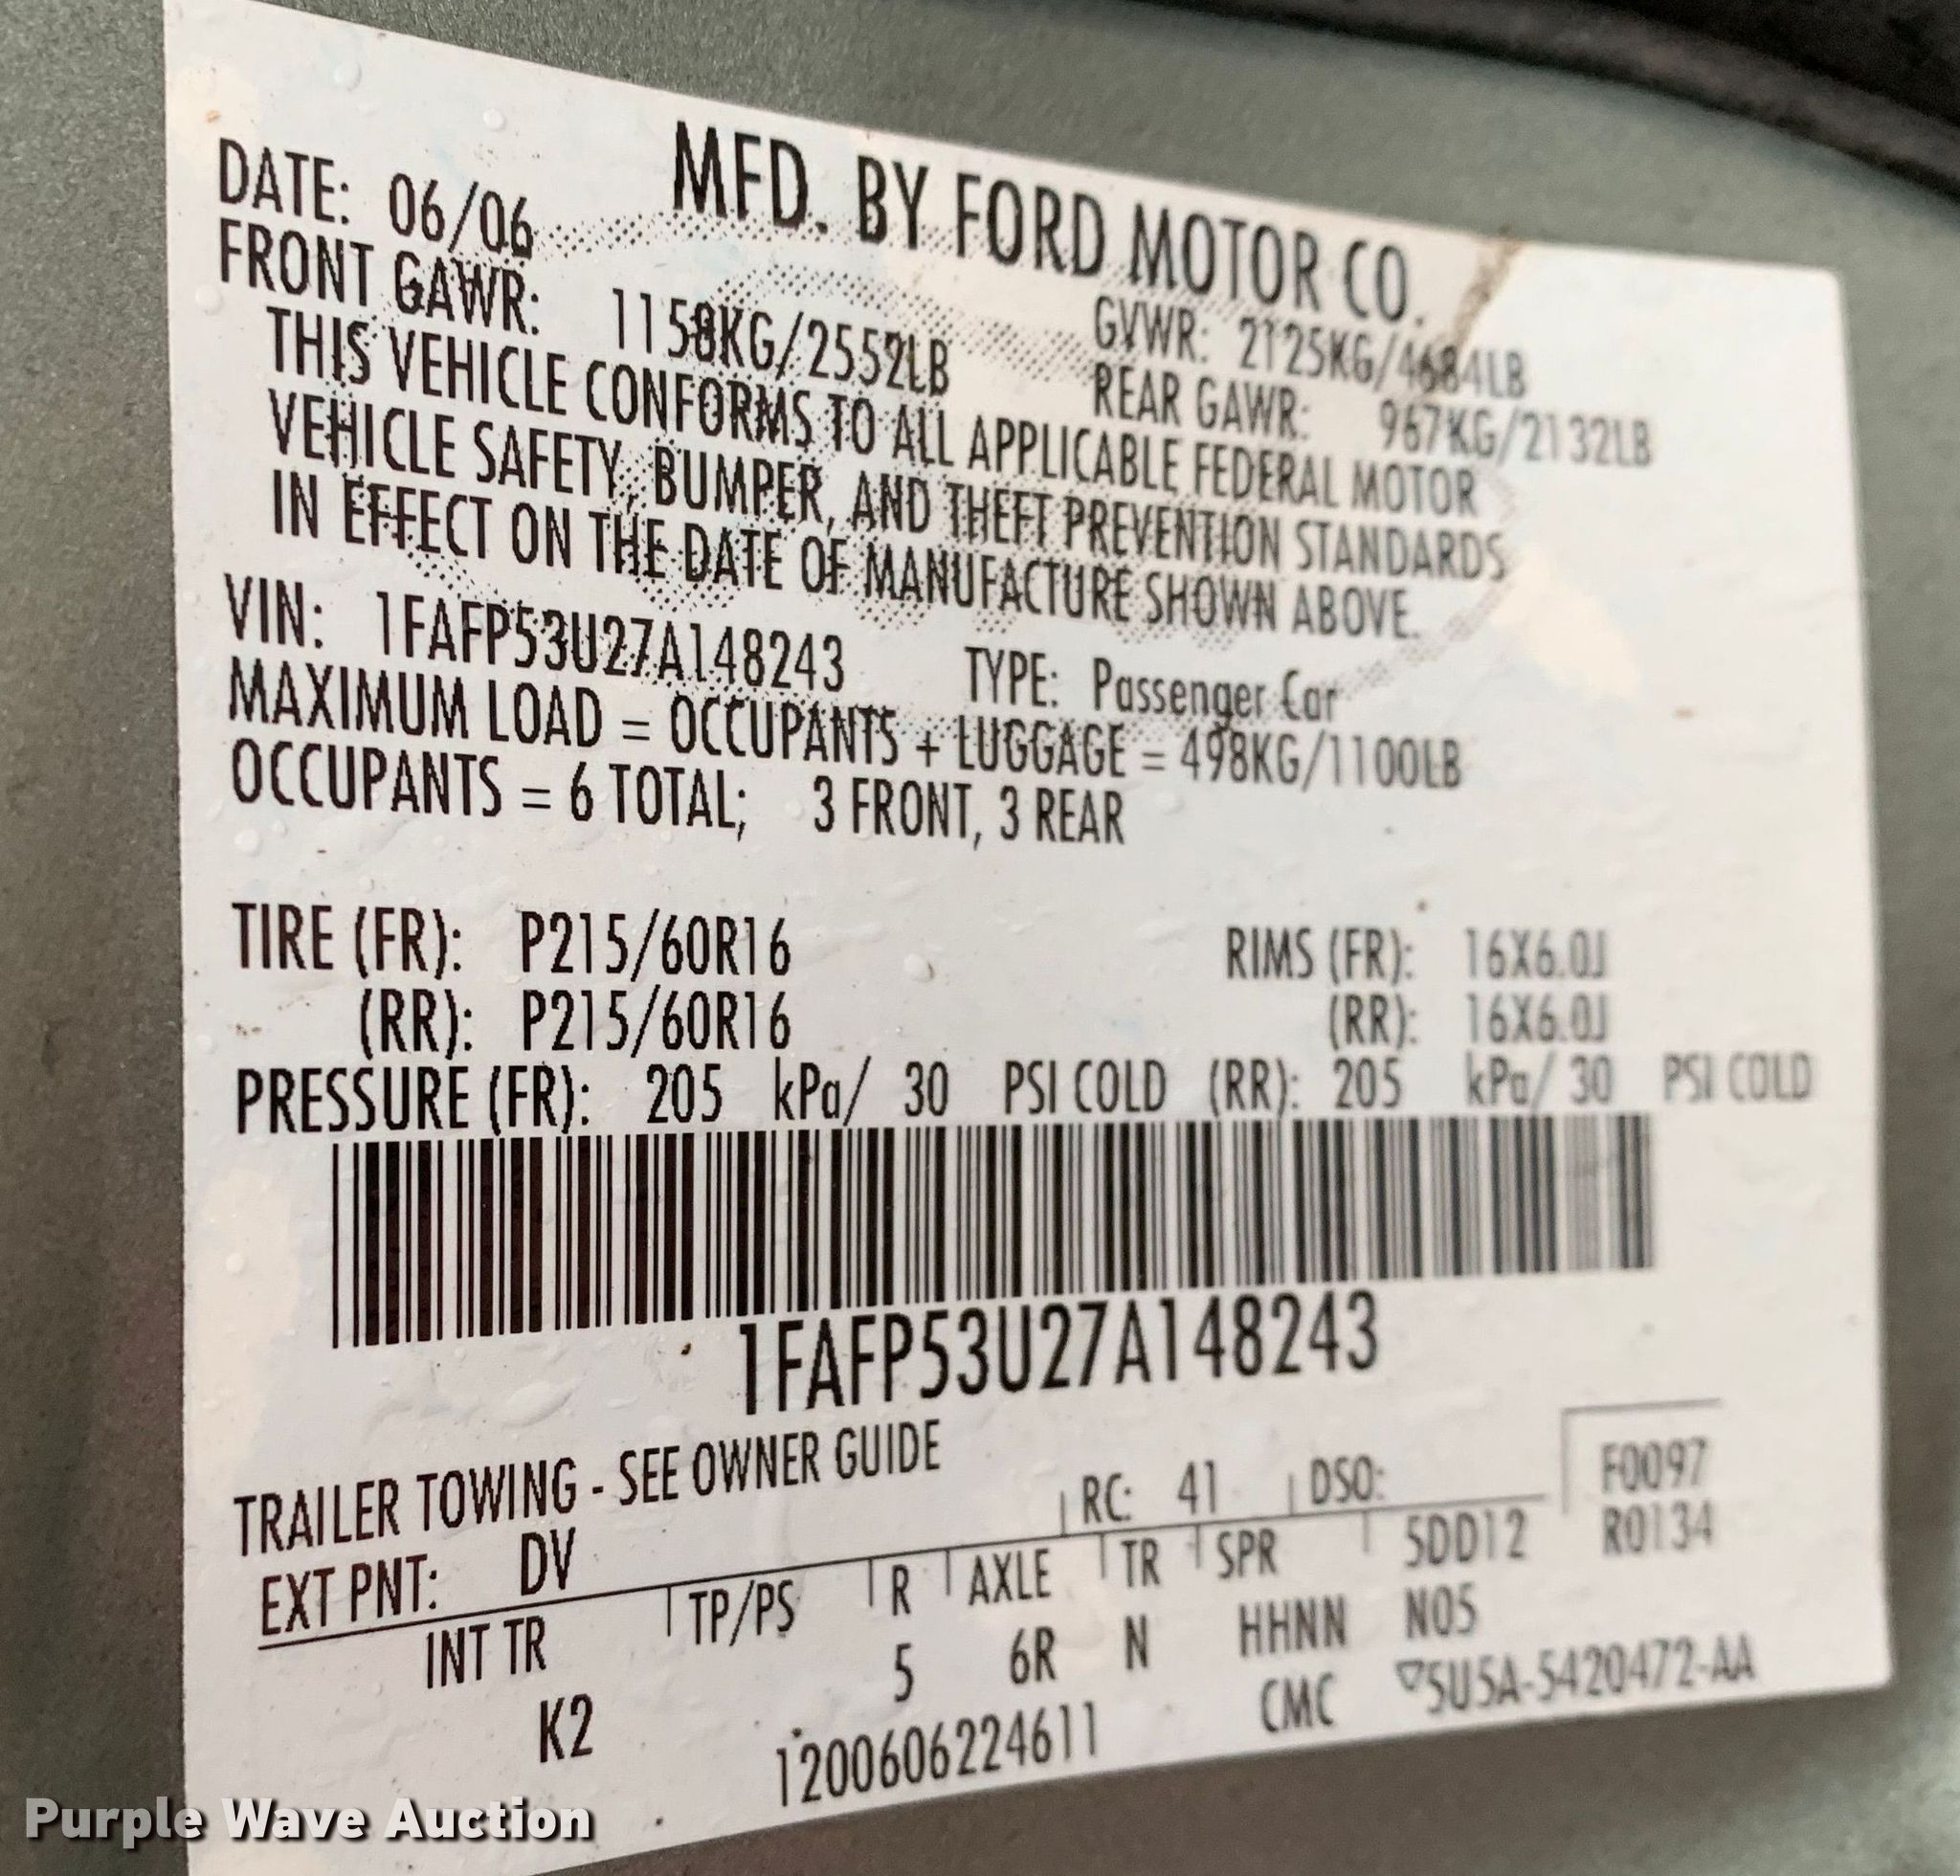 MFD. BY FORD MOTOR CO.
DATE: 06/06 GVWR: 2125KG/4684LB
FRONT GAWR: 1158KG/2552LB REAR GAWR: 967KG/2132LB
THIS VEHICLE CONFORMS TO ALL APPLICABLE FEDERAL MOTOR
VEHICLE SAFETY, BUMPER, AND THEFT PREVENTION STANDARDS
IN EFFECT ON THE DATE OF MANUFACTURE SHOWN ABOVE.
VIN: 1FAFP53U27A148243 TYPE: Passenger Car
MAXIMUM LOAD = OCCUPANTS + LUGGAGE = 498KG/1100LB
OCCUPANTS = 6 TOTAL; 3 FRONT, 3 REAR
TIRE (FR): P215/60R16 RIMS (FR): 16X6.0J
(RR): P215/60R16 (RR): 16X6.0J
PRESSURE (FR): 205 kPa/ 30 PSI COLD (RR): 205 kPa/ 30 PSI COLD
1FAFP53U27A148243
TRAILER TOWING - SEE OWNER GUIDE
F0097
EXT PNT: DV RC: 41 DSO: R0134
INT TR TP/PS R AXLE TR SPR 5DD12
K2 5 6R N HHNN N05
1200606224611 CMC ▽5U5A-5420472-AA
Purple Wave Auction